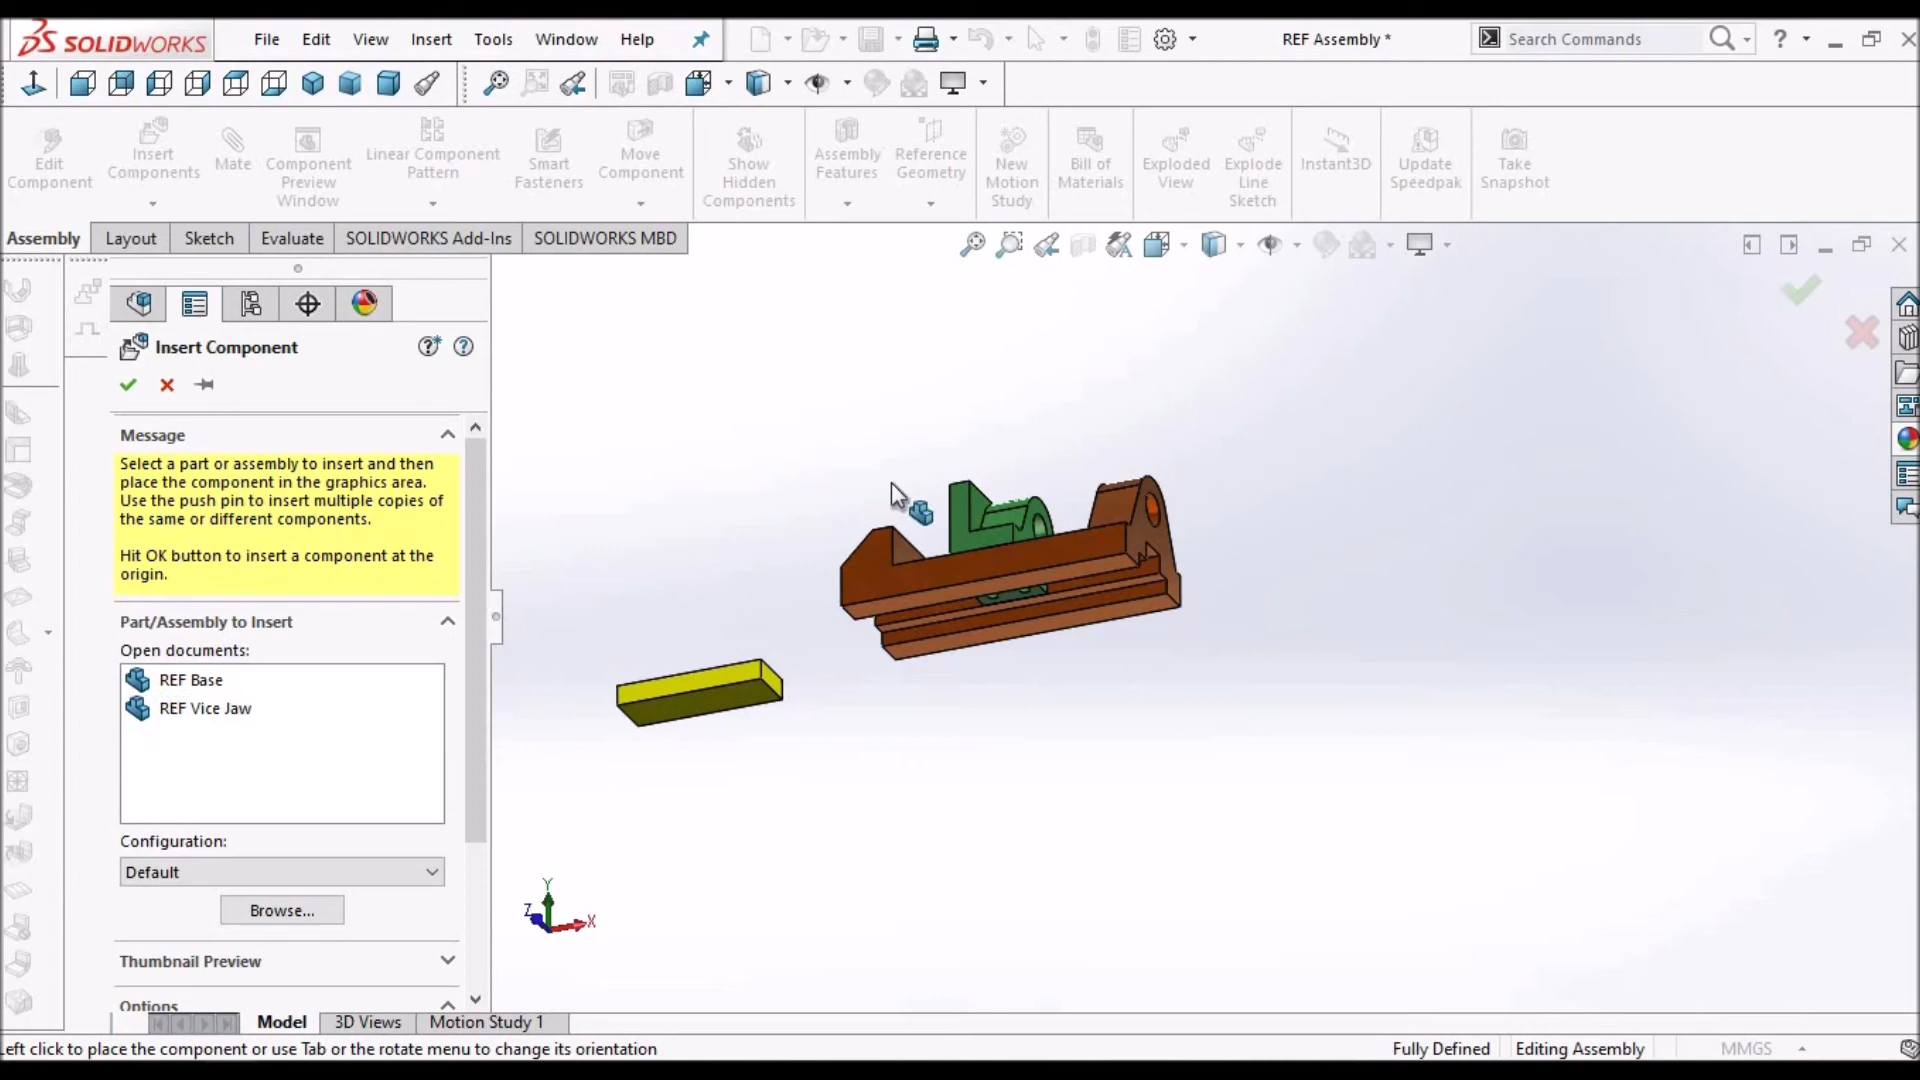 SOLIDWORKS
File Edit View Insert Tools Window Help
REF Assembly *
Search Commands
Edit Component
Insert Components
Mate
Component Preview Window
Linear Component Pattern
Smart Fasteners
Move Component
Show Hidden Components
Assembly Features
Reference Geometry
New Motion Study
Bill of Materials
Exploded View
Explode Line Sketch
Instant3D
Update Speedpak
Take Snapshot
Assembly Layout Sketch Evaluate SOLIDWORKS Add-Ins SOLIDWORKS MBD
Insert Component
Message
Select a part or assembly to insert and then
place the component in the graphics area.
Use the push pin to insert multiple copies of
the same or different components.
Hit OK button to insert a component at the
origin.
Part/Assembly to Insert
Open documents:
REF Base
REF Vice Jaw
Configuration:
Default
Browse...
Thumbnail Preview
Options
Y
Z
X
Model 3D Views Motion Study 1
Left click to place the component or use Tab or the rotate menu to change its orientation
Fully Defined Editing Assembly MMGS